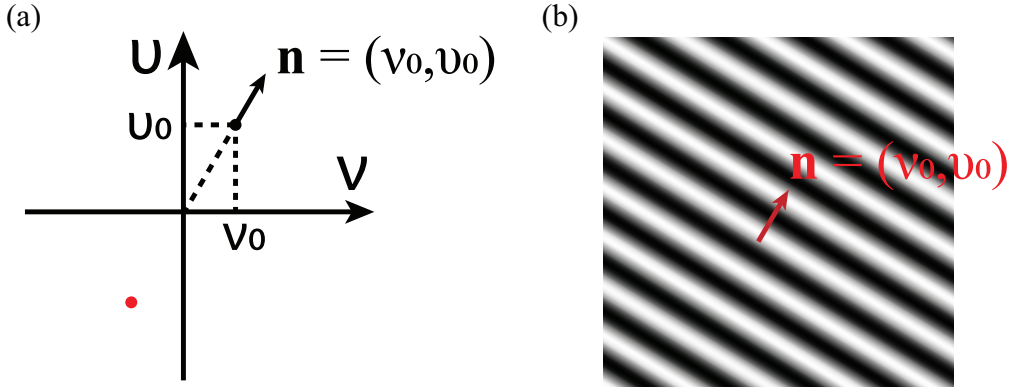 (a)
υ
n = (ν₀,υ₀)
υ₀
ν
ν₀
(b)
n = (ν₀,υ₀)